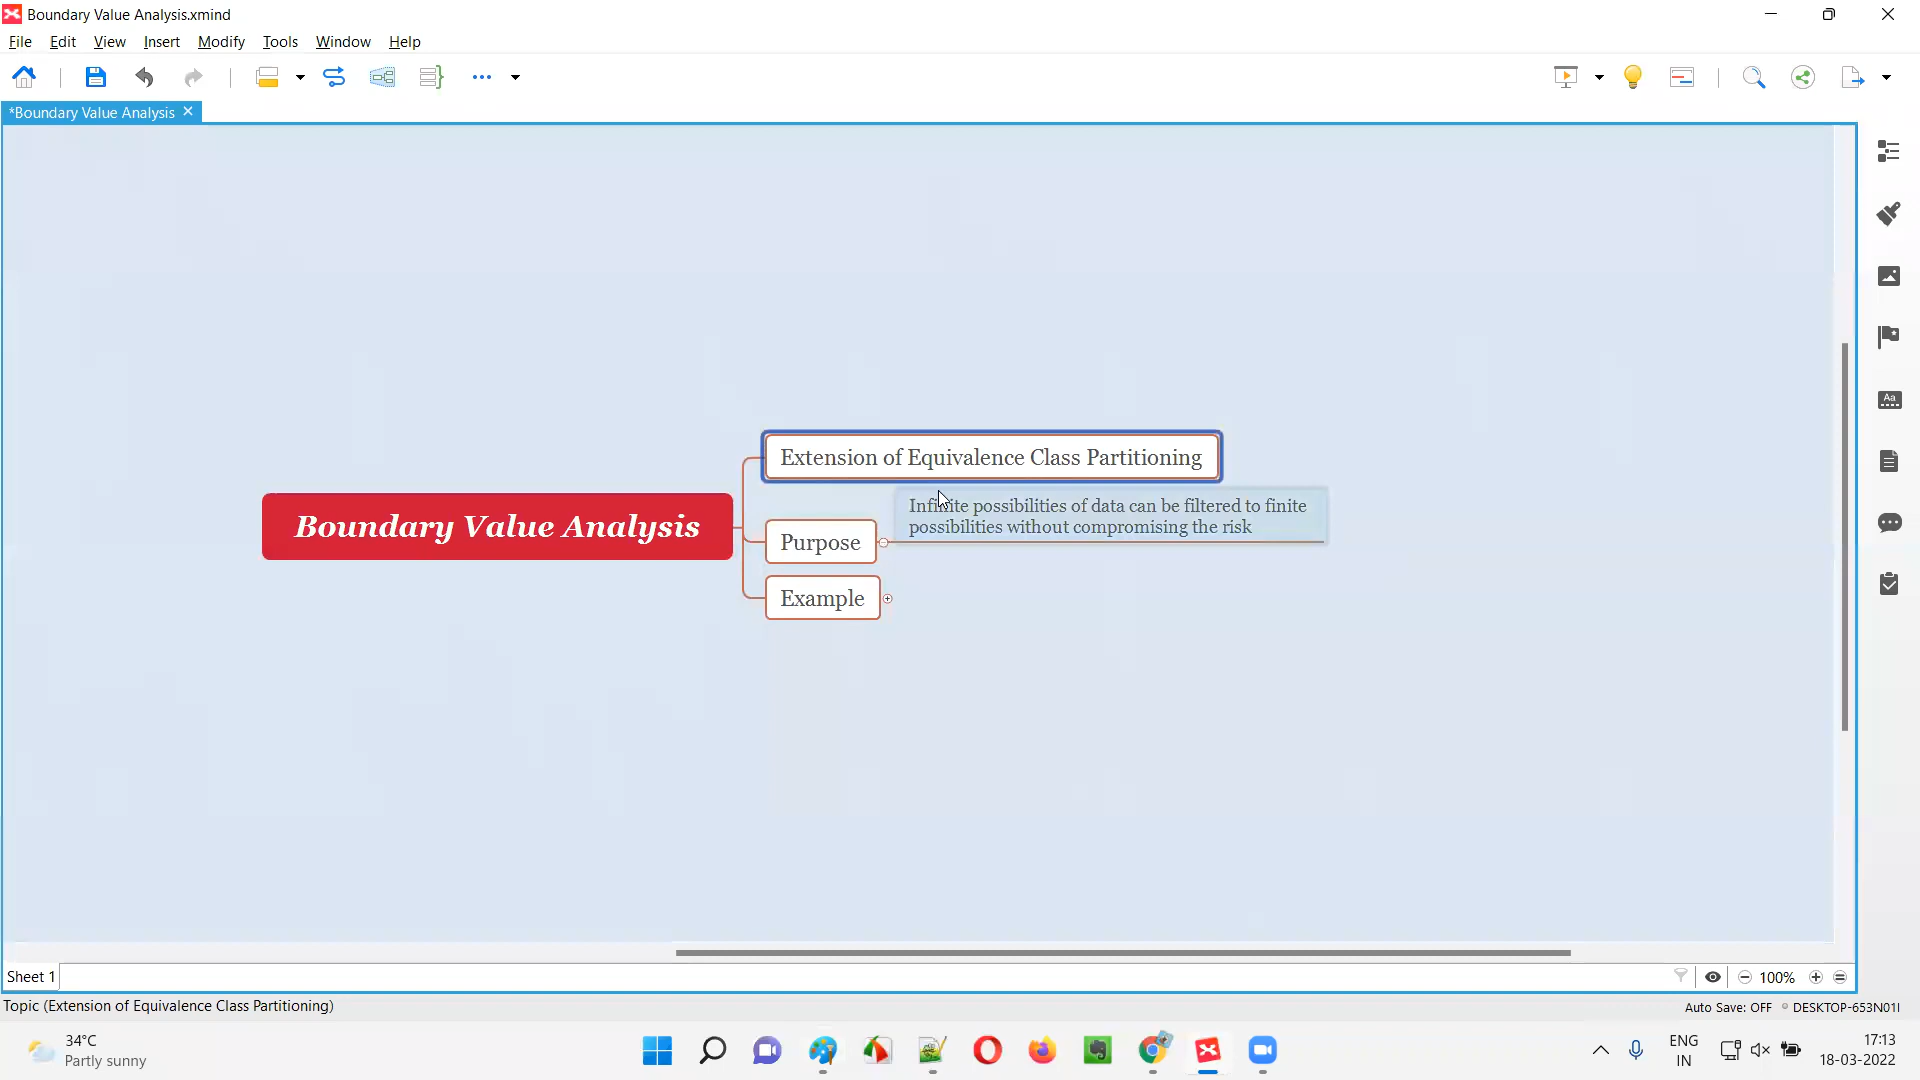 Boundary Value Analysis.xmind
File Edit View Insert Modify Tools Window Help
*Boundary Value Analysis
Extension of Equivalence Class Partitioning
Infinite possibilities of data can be filtered to finite
possibilities without compromising the risk
Boundary Value Analysis
Purpose
Example
Aa
Sheet 1
100%
Topic (Extension of Equivalence Class Partitioning)
Auto Save: OFF DESKTOP-653N01I
34°C
Partly sunny
ENG
IN
17:13
18-03-2022